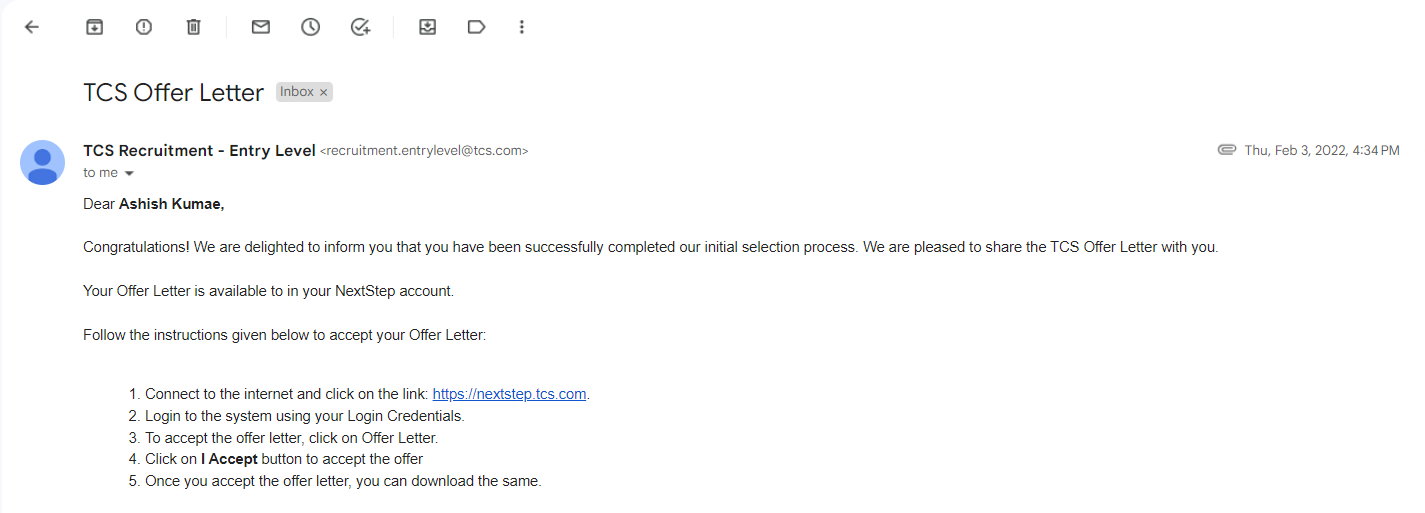 TCS Offer Letter Inbox ×
TCS Recruitment - Entry Level <recruitment.entrylevel@tcs.com> Thu, Feb 3, 2022, 4:34 PM
to me
Dear Ashish Kumae,
Congratulations! We are delighted to inform you that you have been successfully completed our initial selection process. We are pleased to share the TCS Offer Letter with you.
Your Offer Letter is available to in your NextStep account.
Follow the instructions given below to accept your Offer Letter:
1. Connect to the internet and click on the link: https://nextstep.tcs.com.
2. Login to the system using your Login Credentials.
3. To accept the offer letter, click on Offer Letter.
4. Click on I Accept button to accept the offer
5. Once you accept the offer letter, you can download the same.